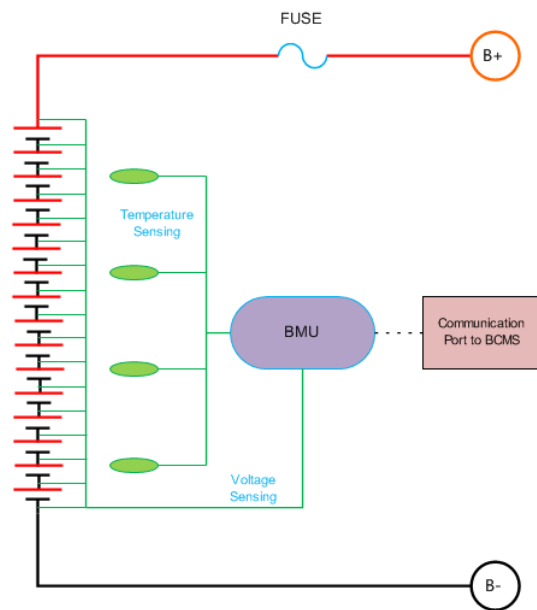 FUSE
B+
Temperature
Sensing
BMU
Communication
Port to BCMS
Voltage
Sensing
B-